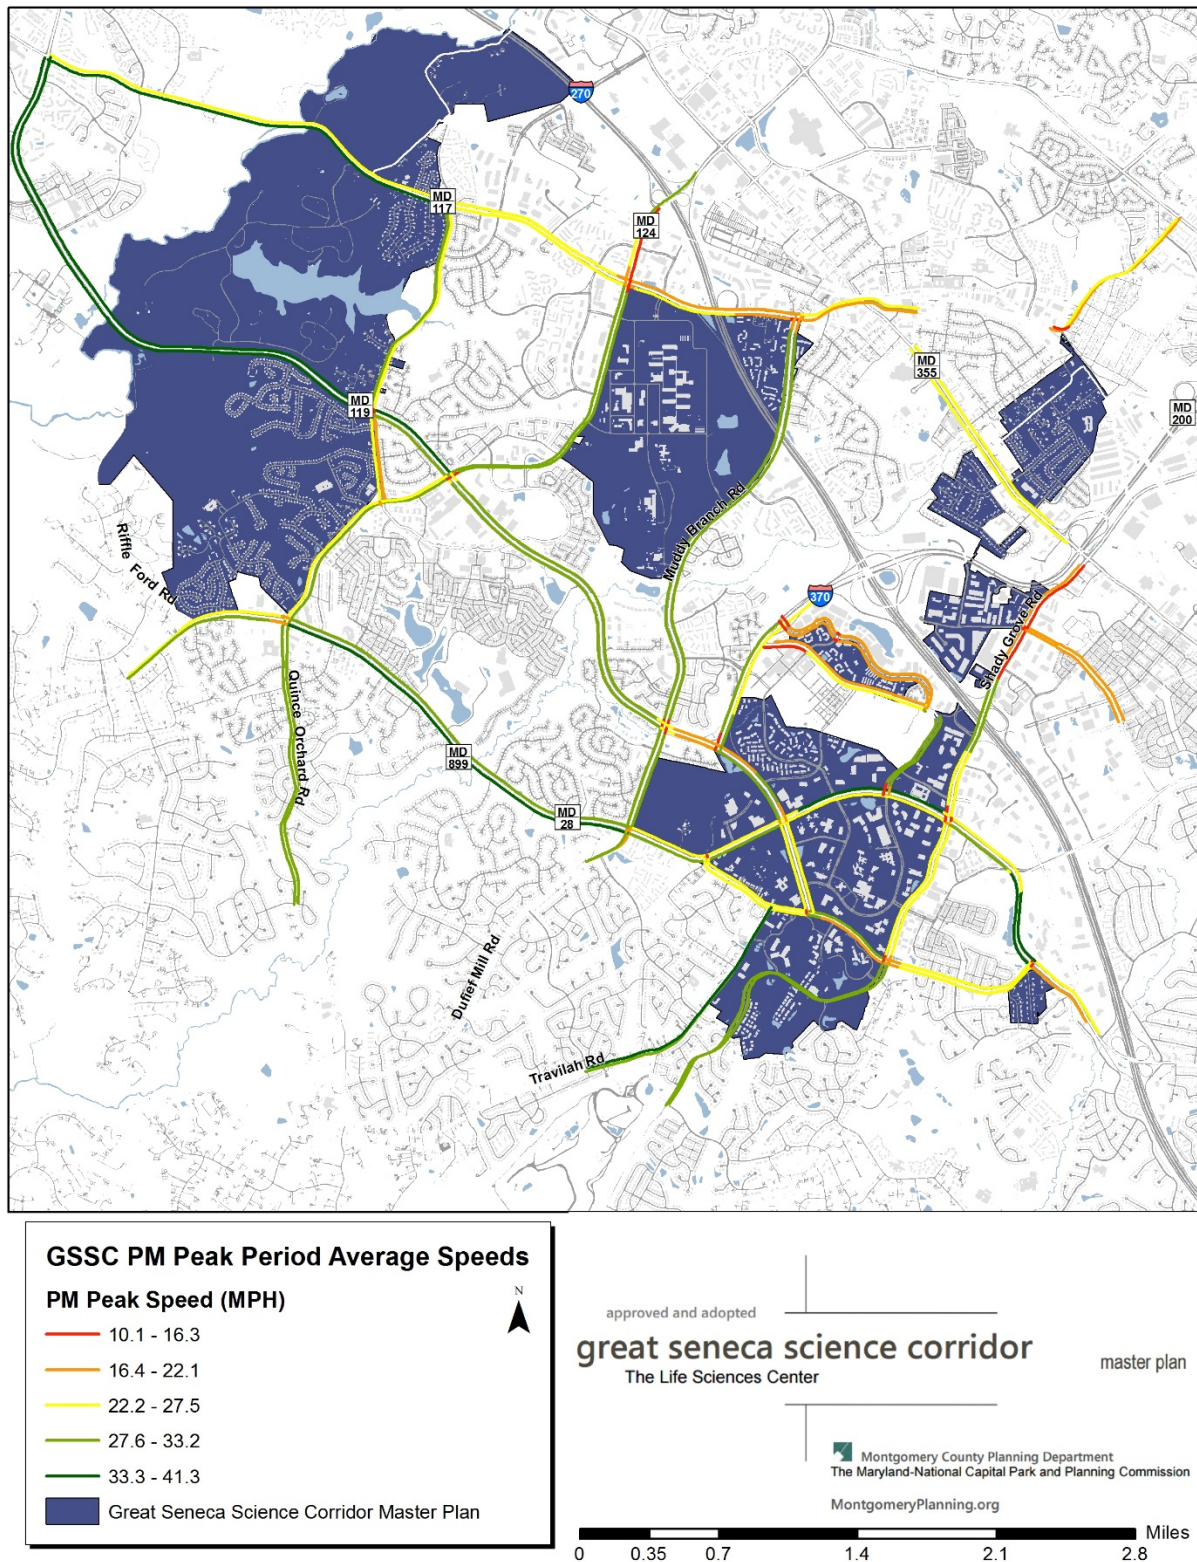 270
MD
117
MD
124
MD
355
MD
119
MD
200
Muddy Branch Rd
Riffle Ford Rd
370
Shady Grove Rd
Quince Orchard Rd
MD
899
MD
28
Dufief Mill Rd
Travilah Rd
GSSC PM Peak Period Average Speeds
PM Peak Speed (MPH)
10.1 - 16.3
16.4 - 22.1
22.2 - 27.5
27.6 - 33.2
33.3 - 41.3
Great Seneca Science Corridor Master Plan
N
approved and adopted
great seneca science corridor
The Life Sciences Center
master plan
Montgomery County Planning Department
The Maryland-National Capital Park and Planning Commission
MontgomeryPlanning.org
Miles
0 0.35 0.7 1.4 2.1 2.8